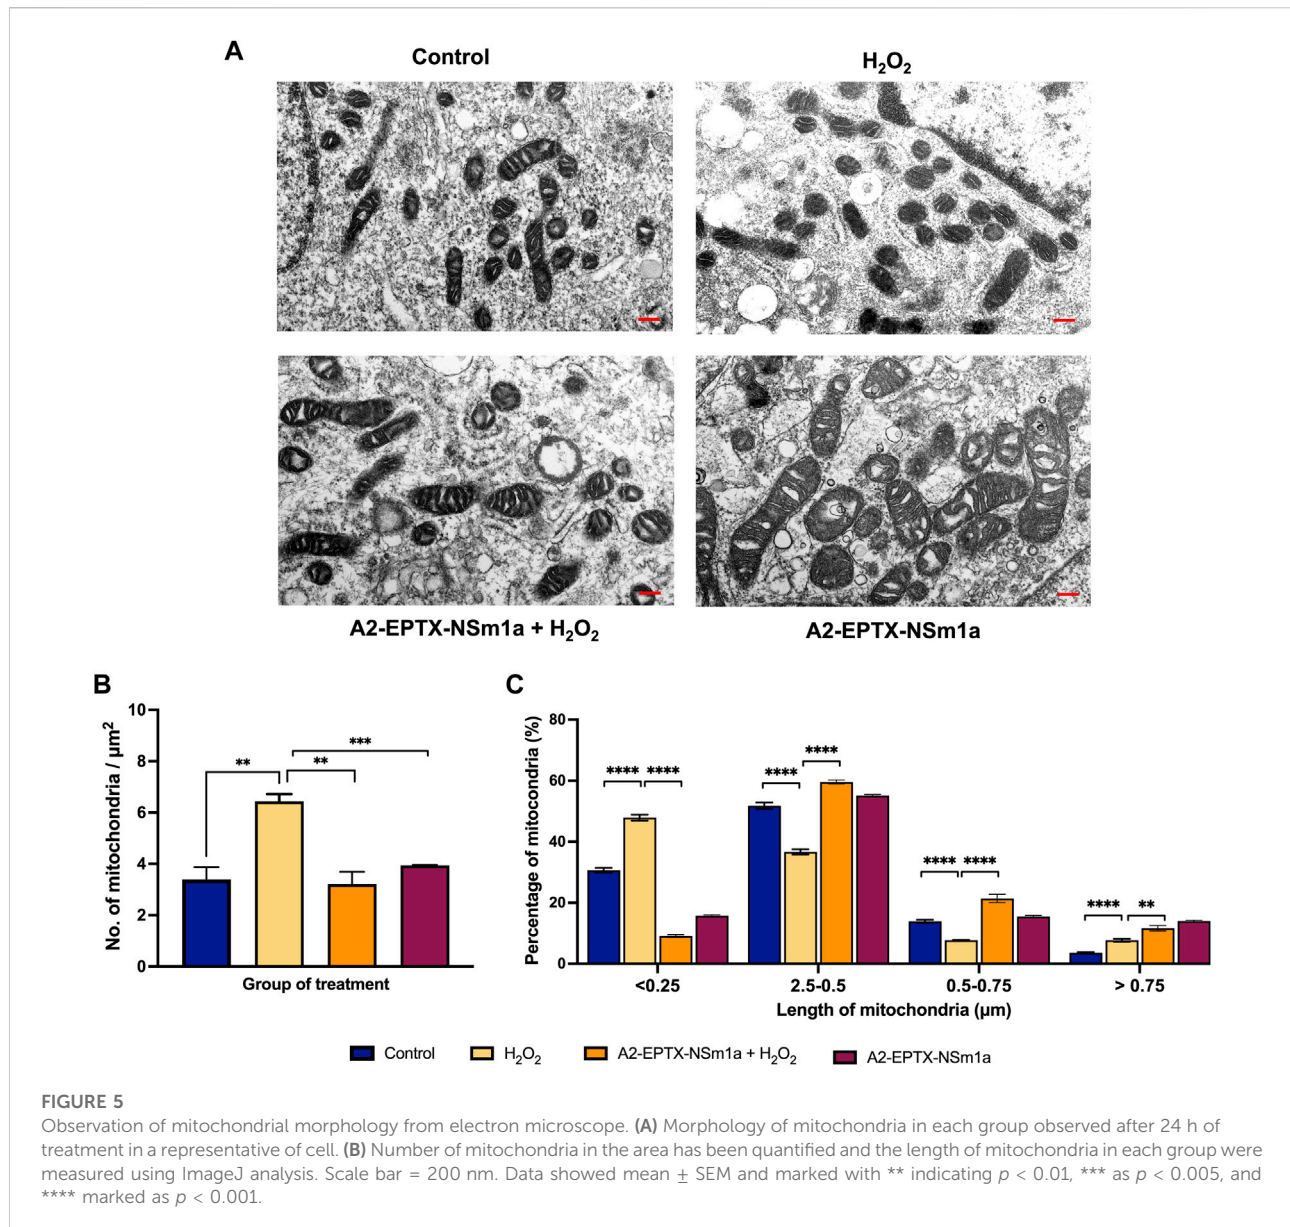 A
Control
H₂O₂
A2-EPTX-NSm1a + H₂O₂
A2-EPTX-NSm1a
B
No. of mitochondria / µm²
10
8
6
4
2
0
**
**
***
Group of treatment
C
Percentage of mitocondria (%)
80
60
40
20
0
**** ****
**** ****
**** ****
**** **
<0.25
2.5-0.5
0.5-0.75
> 0.75
Length of mitochondria (µm)
Control
H₂O₂
A2-EPTX-NSm1a + H₂O₂
A2-EPTX-NSm1a
FIGURE 5
Observation of mitochondrial morphology from electron microscope. (A) Morphology of mitochondria in each group observed after 24 h of
treatment in a representative of cell. (B) Number of mitochondria in the area has been quantified and the length of mitochondria in each group were
measured using ImageJ analysis. Scale bar = 200 nm. Data showed mean ± SEM and marked with ** indicating p < 0.01, *** as p < 0.005, and
**** marked as p < 0.001.